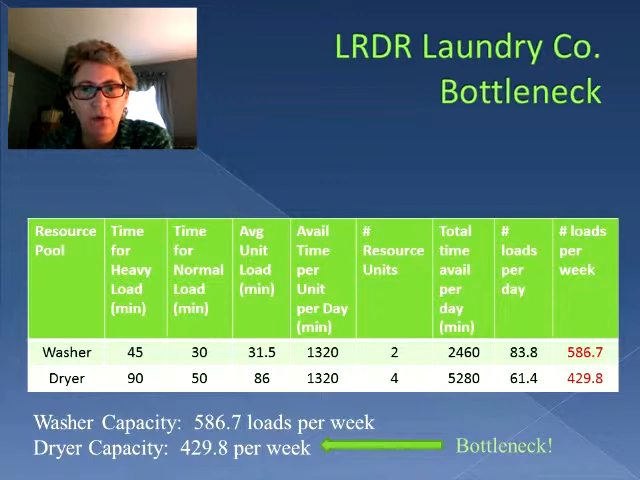 LRDR Laundry Co.
Bottleneck
Resource Pool | Time for Heavy Load (min) | Time for Normal Load (min) | Avg Unit Load (min) | Avail Time per Unit per Day (min) | # Resource Units | Total time avail per day (min) | # loads per day | # loads per week
Washer | 45 | 30 | 31.5 | 1320 | 2 | 2460 | 83.8 | 586.7
Dryer | 90 | 50 | 86 | 1320 | 4 | 5280 | 61.4 | 429.8
Washer Capacity: 586.7 loads per week
Dryer Capacity: 429.8 per week
Bottleneck!